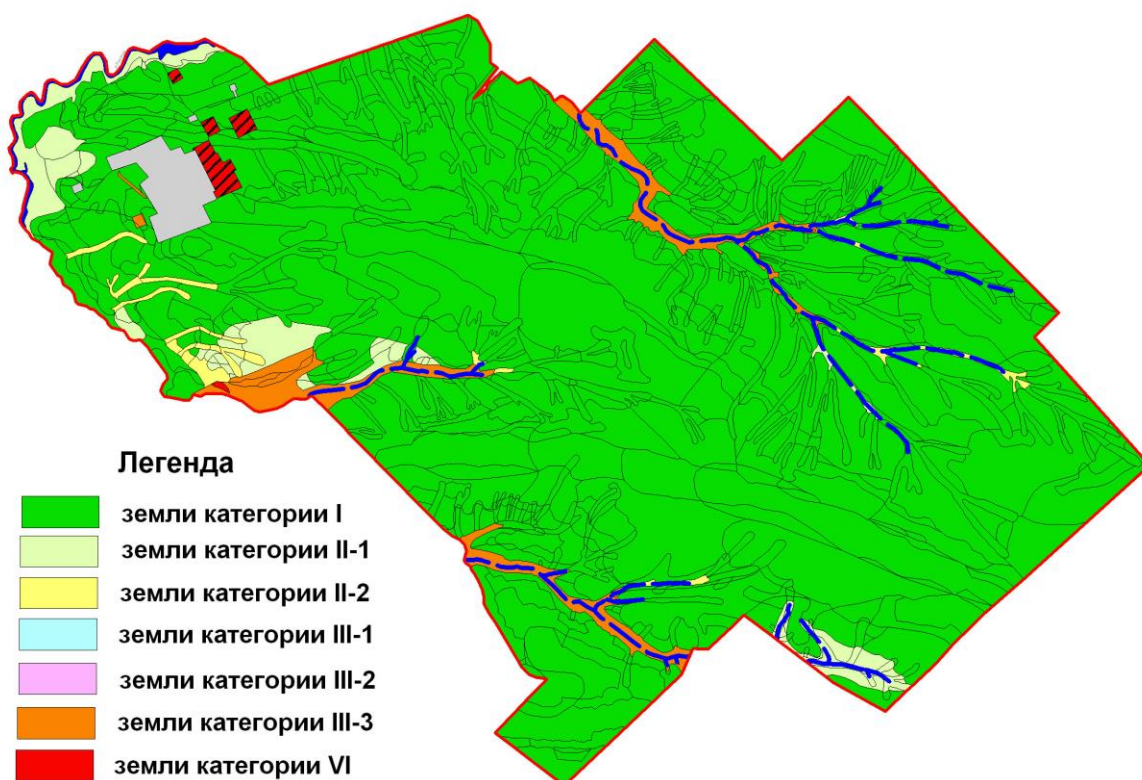 Легенда
земли категории I
земли категории II-1
земли категории II-2
земли категории III-1
земли категории III-2
земли категории III-3
земли категории VI